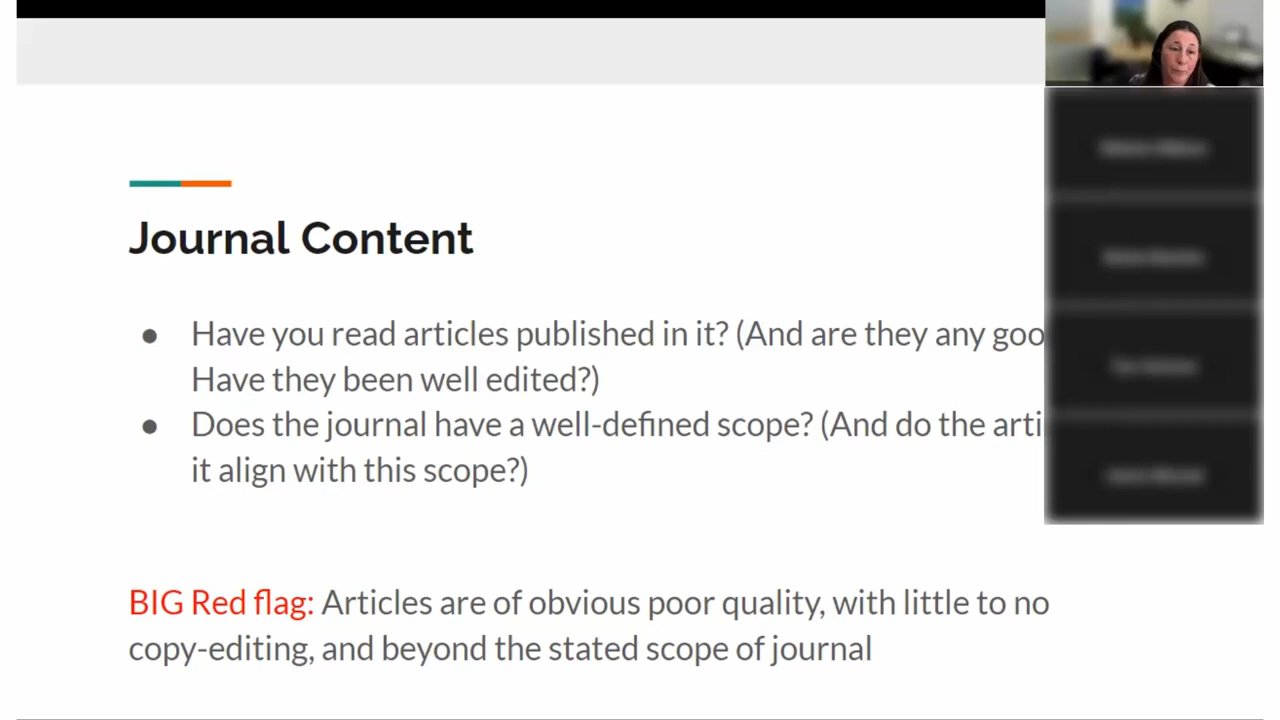 Journal Content
● Have you read articles published in it? (And are they any goo
Have they been well edited?)
● Does the journal have a well-defined scope? (And do the arti
it align with this scope?)
BIG Red flag: Articles are of obvious poor quality, with little to no
copy-editing, and beyond the stated scope of journal